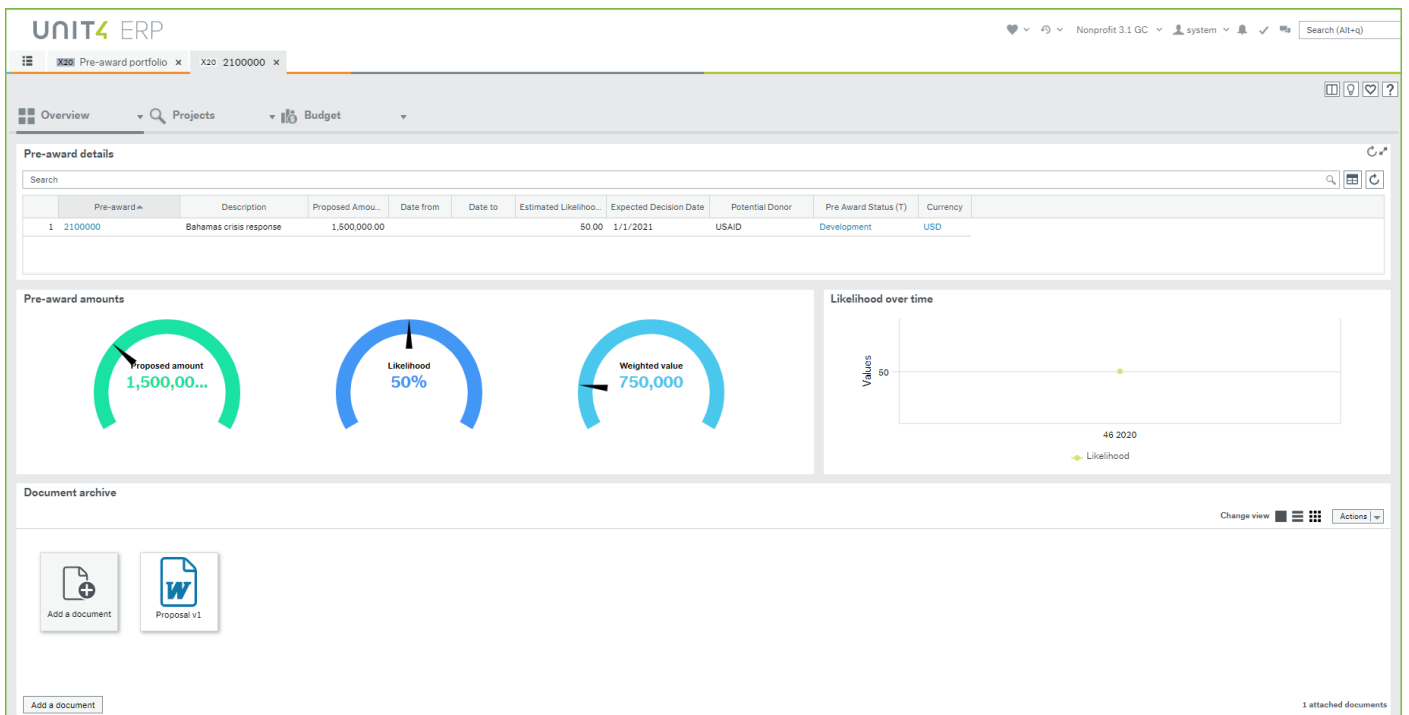 UNIT4 ERP
Nonprofit 3.1 GC system Search (Alt+q)
X20 Pre-award portfolio x X20 2100000 x
Overview Projects Budget
Pre-award details
Search
Pre-award Description Proposed Amou... Date from Date to Estimated Likelihoo... Expected Decision Date Potential Donor Pre Award Status (T) Currency
1 2100000 Bahamas crisis response 1,500,000.00 50.00 1/1/2021 USAID Development USD
Pre-award amounts
Proposed amount
1,500,00...
Likelihood
50%
Weighted value
750,000
Likelihood over time
Values
50
46 2020
Likelihood
Document archive
Change view Actions
Add a document
W
Proposal v1
Add a document
1 attached documents